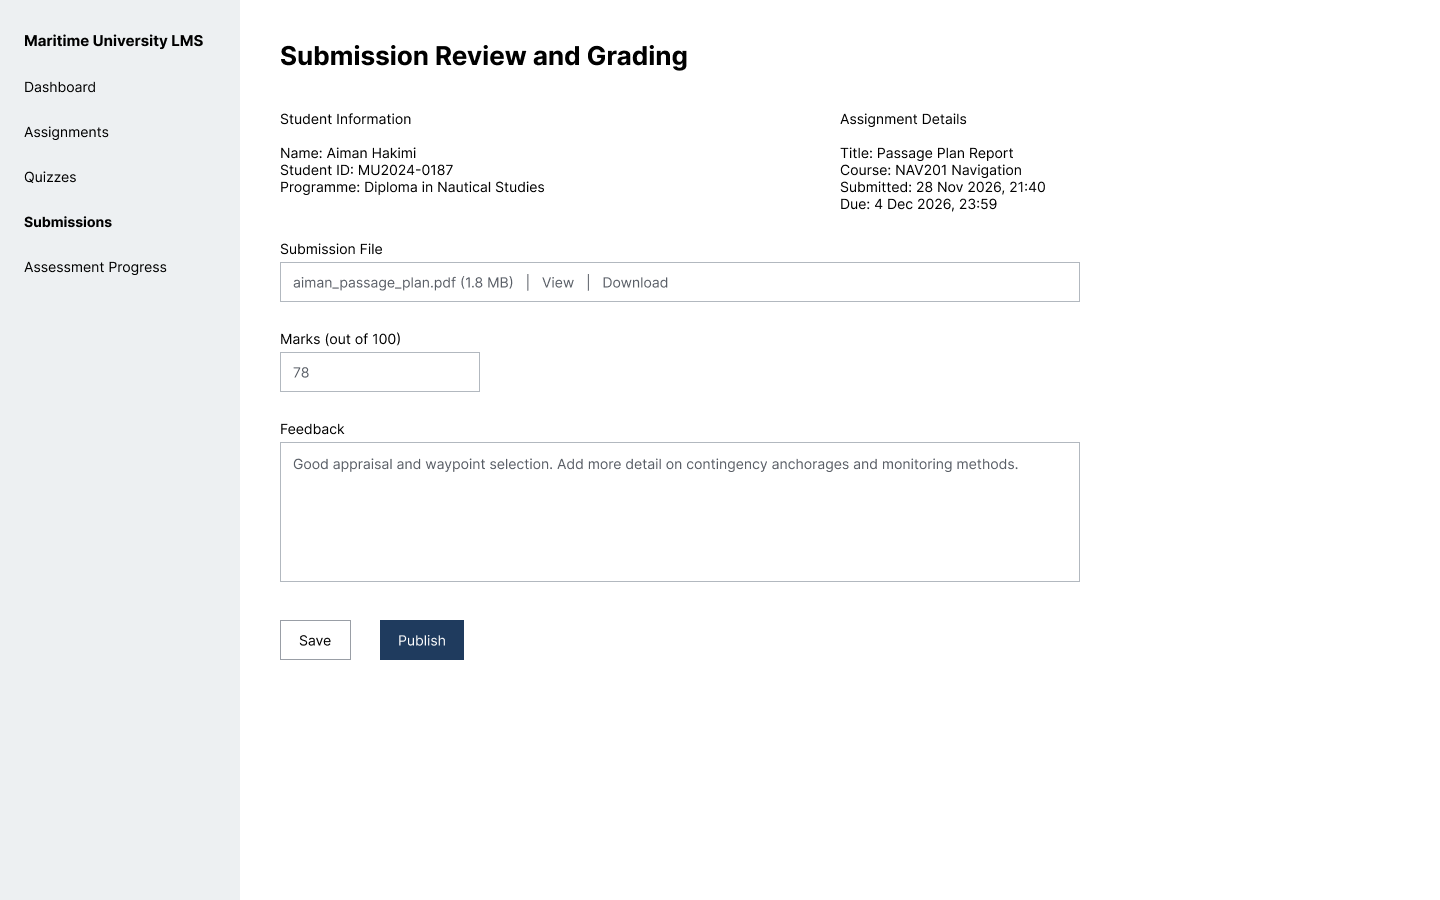 Maritime University LMS
Dashboard
Assignments
Quizzes
Submissions
Assessment Progress
Submission Review and Grading
Student Information
Name: Aiman Hakimi
Student ID: MU2024-0187
Programme: Diploma in Nautical Studies
Assignment Details
Title: Passage Plan Report
Course: NAV201 Navigation
Submitted: 28 Nov 2026, 21:40
Due: 4 Dec 2026, 23:59
Submission File
aiman_passage_plan.pdf (1.8 MB) | View | Download
Marks (out of 100)
78
Feedback
Good appraisal and waypoint selection. Add more detail on contingency anchorages and monitoring methods.
Save Publish